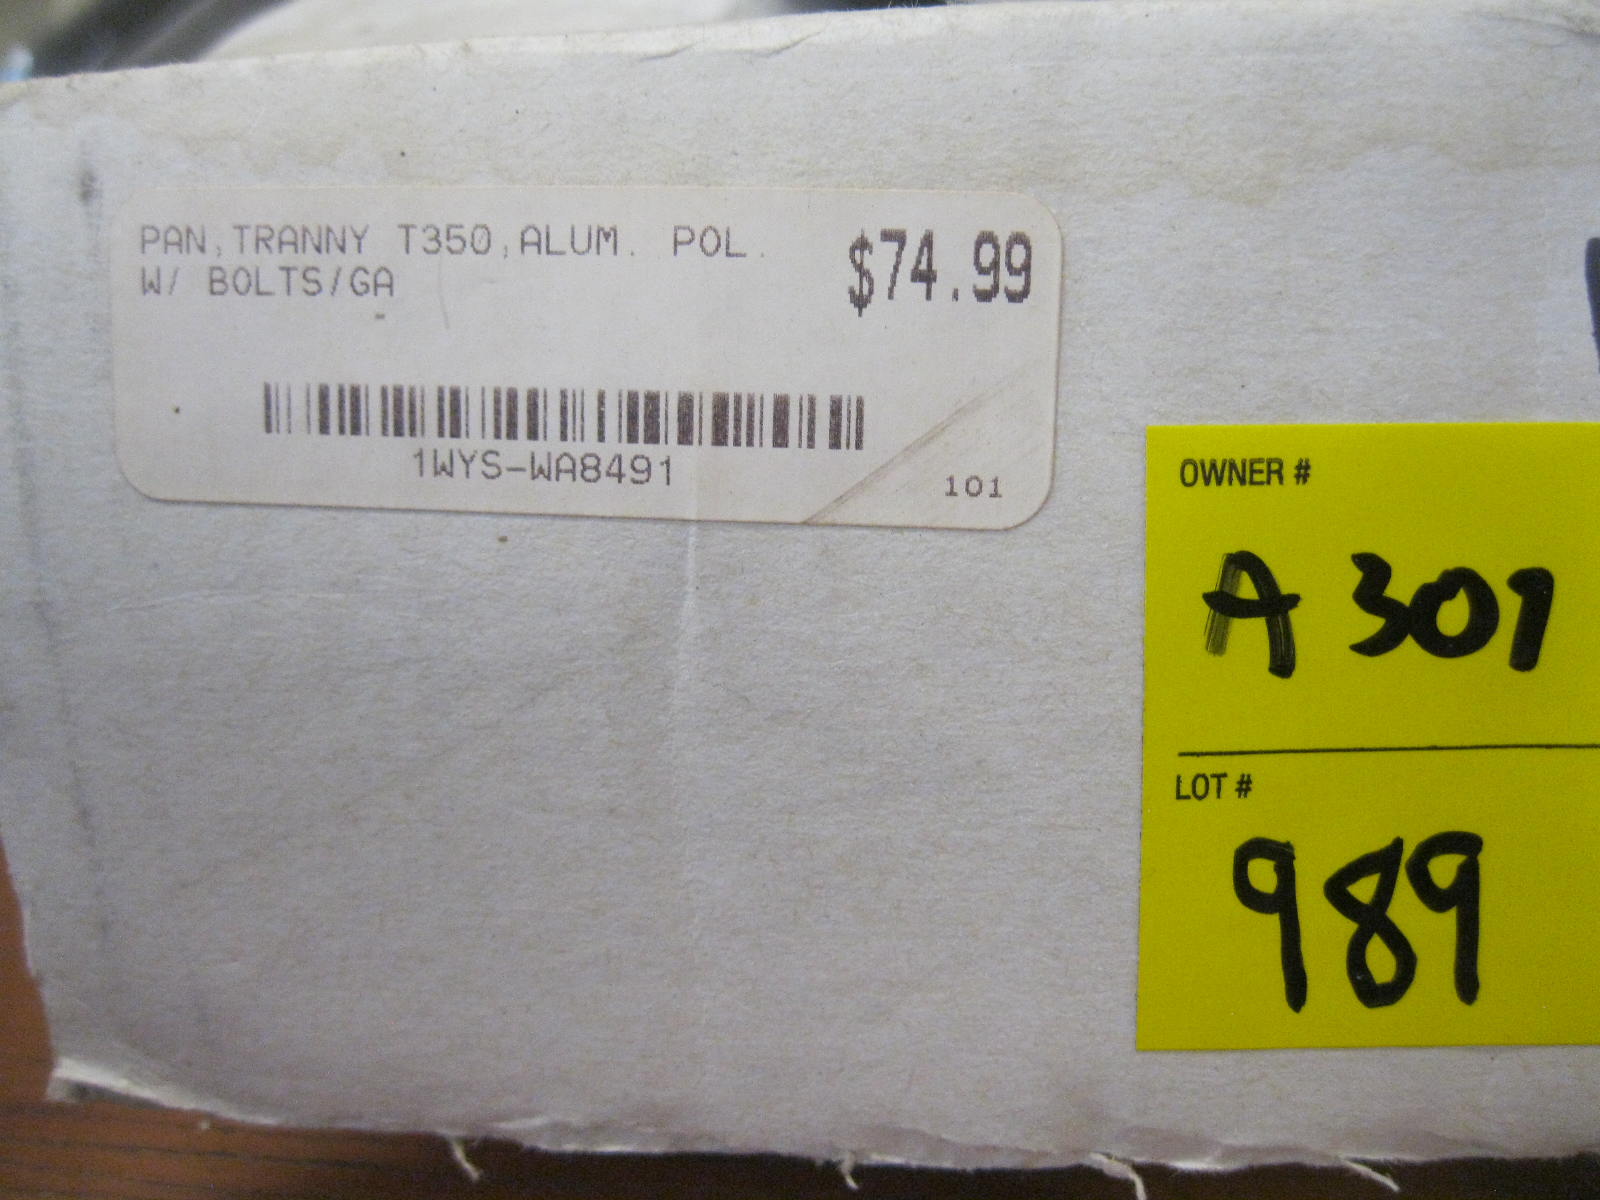 PAN,TRANNY T350,ALUM. POL.
W/ BOLTS/GA
$74.99
1WYS-WA8491
101
OWNER #
A 301
LOT #
989